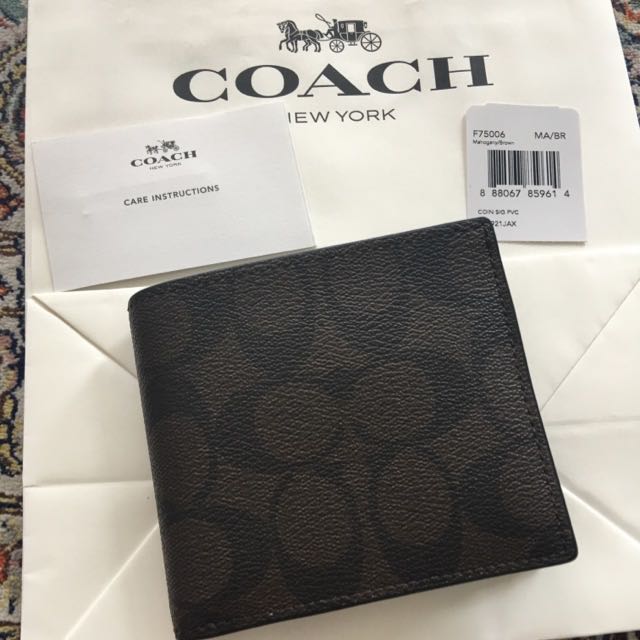 COACH
NEW YORK
COACH
NEW YORK
CARE INSTRUCTIONS
F75006 MA/BR
Mahogany/Brown
8 88067 85961 4
COIN SIG PVC